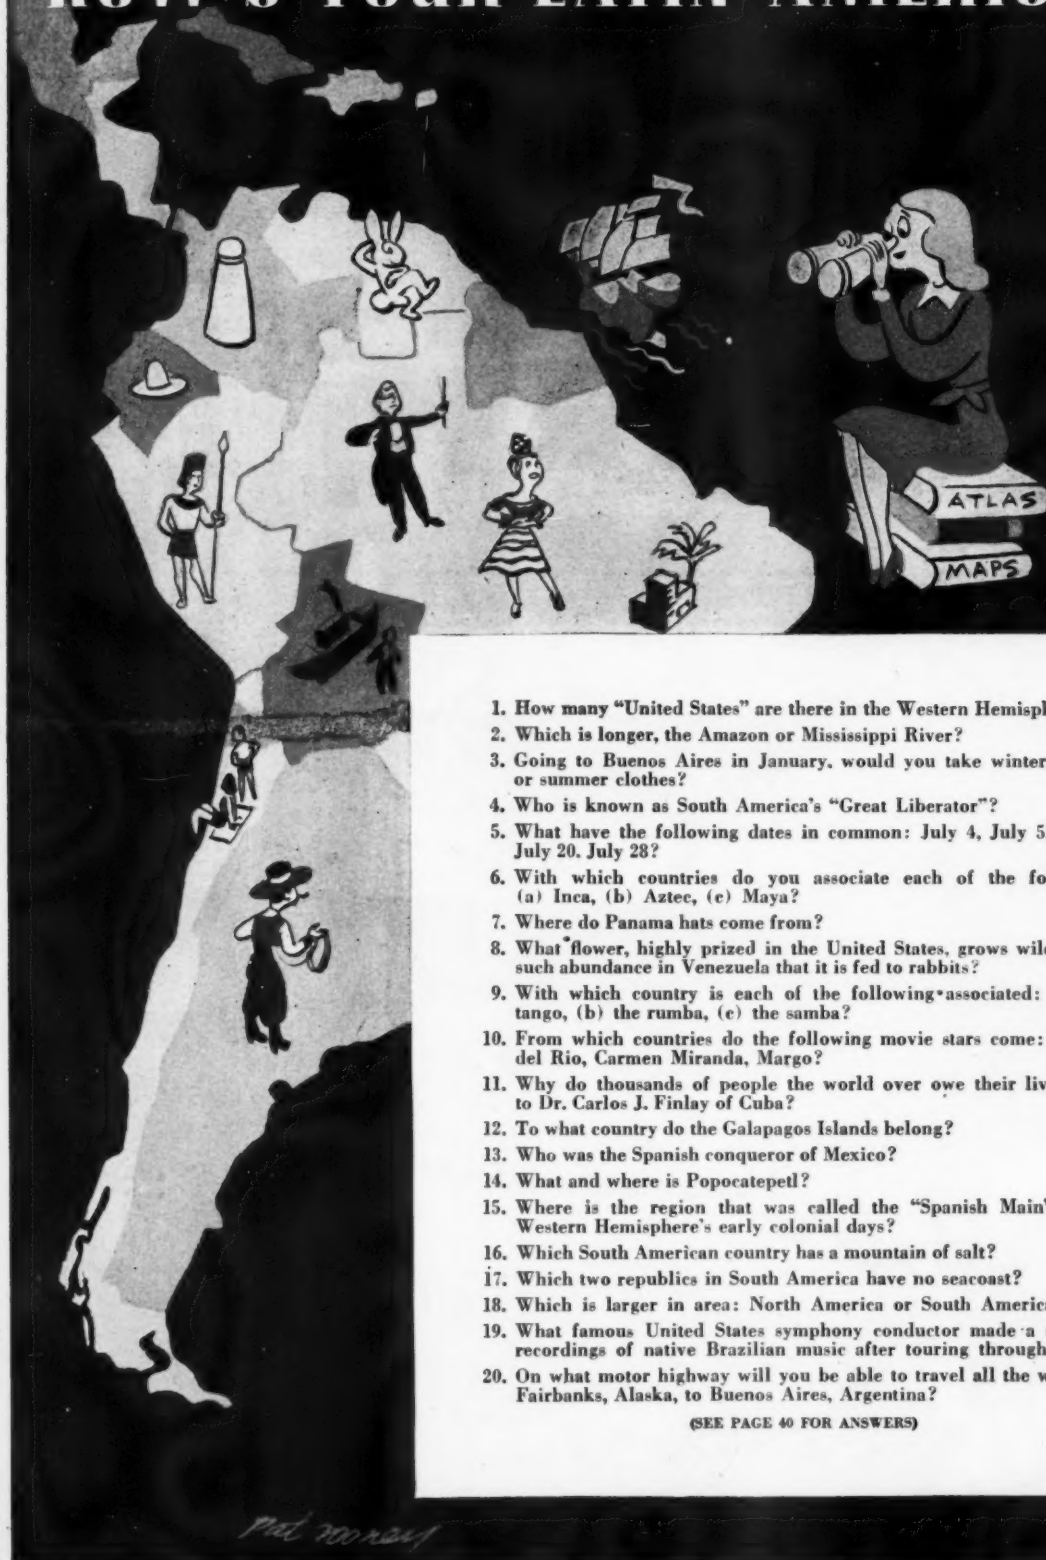 ATLAS
MAPS
1. How many “United States” are there in the Western
2. Which is longer, the Amazon or Mississippi River?
3. Going to Buenos Aires in January, would you take winter
or summer clothes?
4. Who is known as South America's “Great Liberator”?
5. What have the following dates in common: July 4, July 5
July 20, July 28?
6. With which countries do you associate each of the
(a) Inca, (b) Aztec, (c) Maya?
7. Where do Panama hats come from?
8. What flower, highly prized in the United States, grows
such abundance in Venezuela that it is fed to rabbits?
9. With which country is each of the following associated:
tango, (b) the rumba, (c) the samba?
10. From which countries do the following movie stars come:
del Rio, Carmen Miranda, Margo?
11. Why do thousands of people the world over owe their
to Dr. Carlos J. Finlay of Cuba?
12. To what country do the Galapagos Islands belong?
13. Who was the Spanish conqueror of Mexico?
14. What and where is Popocatepetl?
15. Where is the region that was called the “Spanish Main”
Western Hemisphere's early colonial days?
16. Which South American country has a mountain of salt?
17. Which two republics in South America have no seacoast?
18. Which is larger in area: North America or South
19. What famous United States symphony conductor made a
recordings of native Brazilian music after touring through
20. On what motor highway will you be able to travel all the
Fairbanks, Alaska, to Buenos Aires, Argentina?
(SEE PAGE 40 FOR ANSWERS)